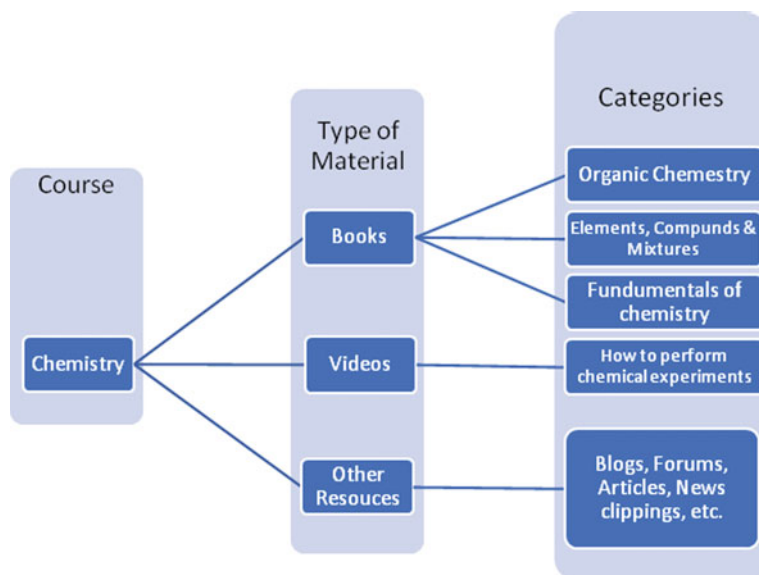 Course
Chemistry
Type of
Material
Books
Videos
Other
Resouces
Categories
Organic Chemestry
Elements, Compunds &
Mixtures
Fundumentals of
chemistry
How to perform
chemical experiments
Blogs, Forums,
Articles, News
clippings, etc.